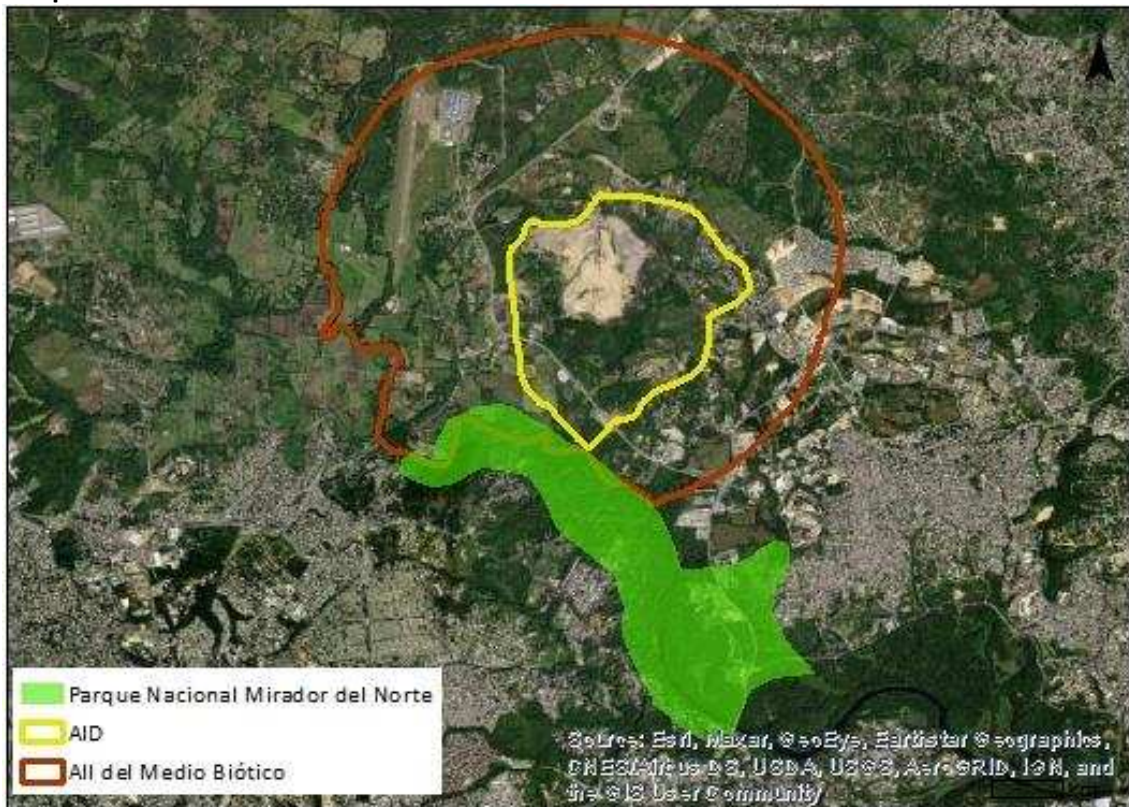 Parque Nacional Mirador del Norte
AID
AII del Medio Biótico
Source: Esri, Maxar, GeoEye, Earthstar Geographics,
CNES/Airbus DS, USDA, USGS, AeroGRID, IGN, and
the GIS User Community